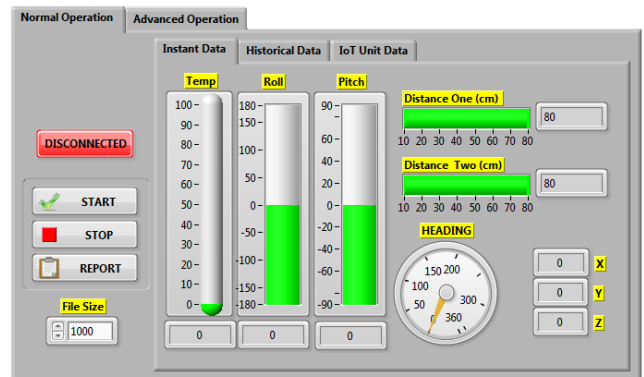 Normal Operation
Advanced Operation
Instant Data
Historical Data
IoT Unit Data
DISCONNECTED
START
STOP
REPORT
File Size
1000
Temp
100
90
80
70
60
50
40
30
20
10
0
0
Roll
180
150
100
50
0
-50
-100
-150
-180
0
Pitch
90
60
40
20
0
-20
-40
-60
-90
0
Distance One (cm)
80
10 20 30 40 50 60 70 80
Distance Two (cm)
80
10 20 30 40 50 60 70 80
HEADING
0
50
100
150
200
300
360
0 X
0 Y
0 Z